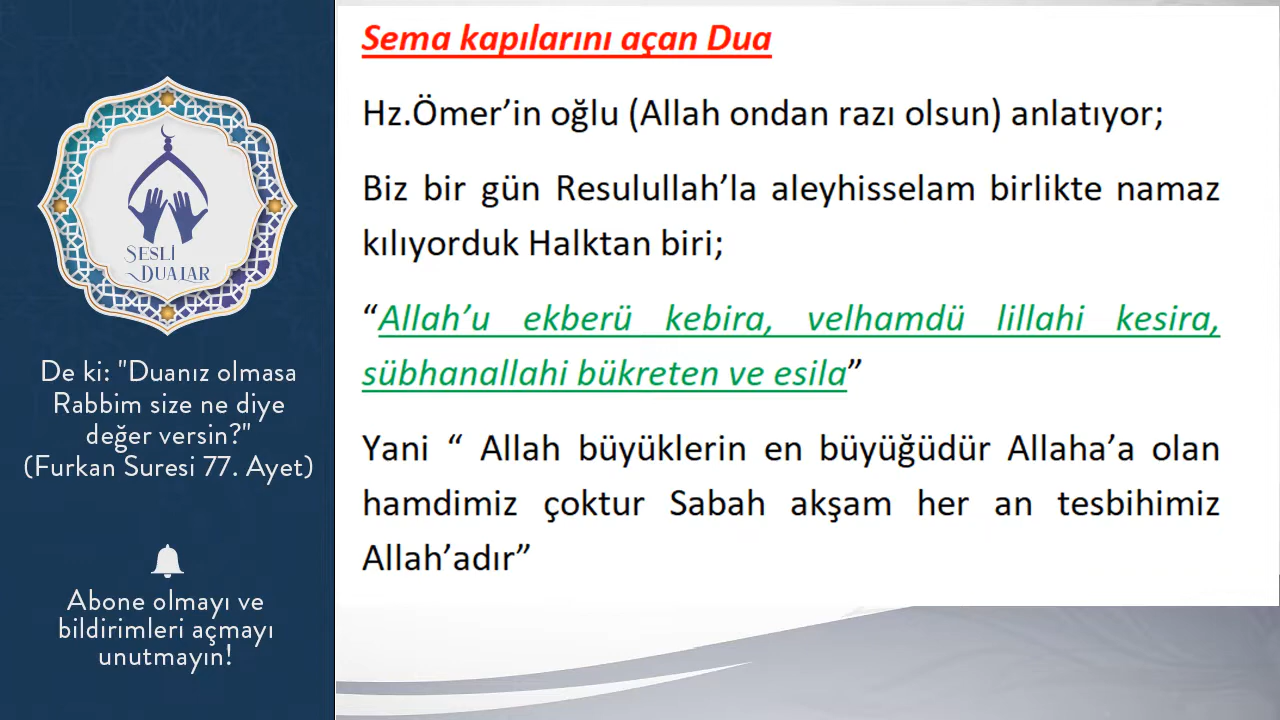 SESLİ
DUALAR
De ki: "Duanız olmasa
Rabbim size ne diye
değer versin?"
(Furkan Suresi 77. Ayet)
Abone olmayı ve
bildirimleri açmayı
unutmayın!
Sema kapılarını açan Dua
Hz.Ömer’in oğlu (Allah ondan razı olsun) anlatıyor;
Biz bir gün Resulullah’la aleyhisselam birlikte namaz
kılıyorduk Halktan biri;
“Allah’u ekberü kebira, velhamdü lillahi kesira,
sübhanallahi bükreten ve esila”
Yani “ Allah büyüklerin en büyüğüdür Allaha’a olan
hamdimiz çoktur Sabah akşam her an tesbihimiz
Allah’adır”